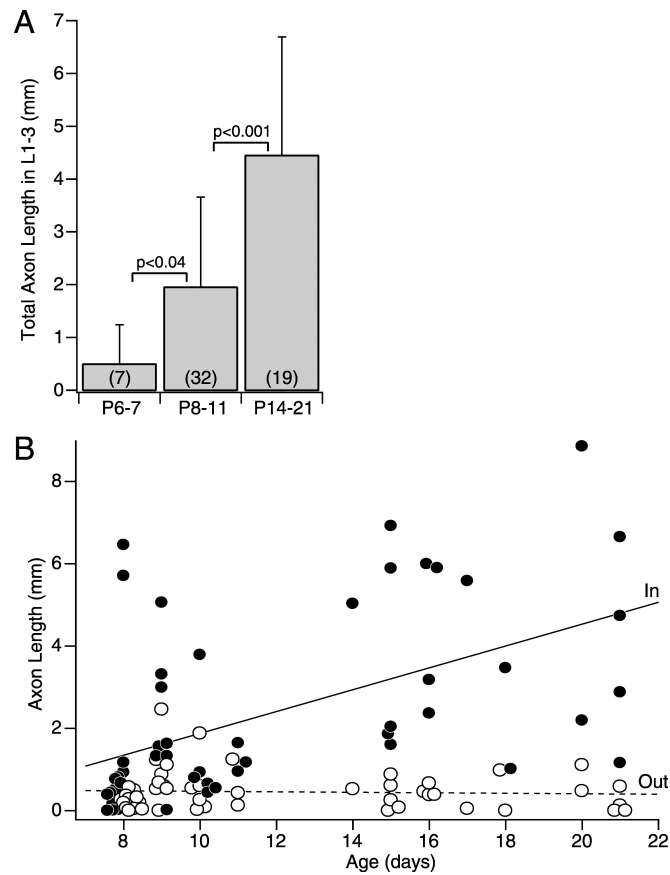 A
7
6
5
4
3
2
1
0
Total Axon Length in L1-3 (mm)
p<0.001
p<0.04
(7) (32) (19)
P6-7 P8-11 P14-21
B
8
6
4
2
0
Axon Length (mm)
In
Out
8 10 12 14 16 18 20 22
Age (days)